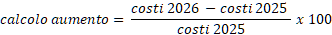 calcolo aumento = costi 2026 − costi 2025 / costi 2025 x 100